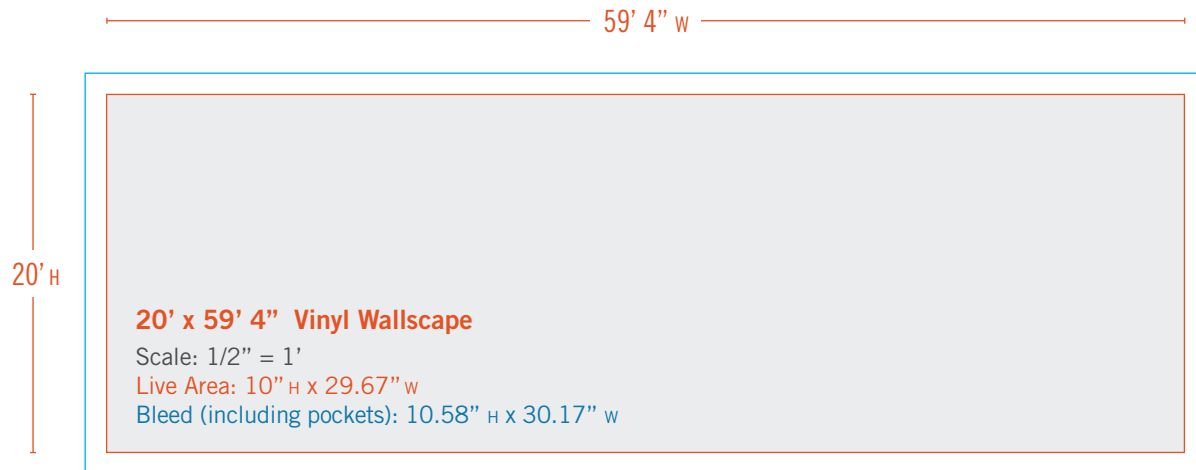 59’ 4” W
20’ H
20’ x 59’ 4” Vinyl Wallscape
Scale: 1/2” = 1’
Live Area: 10” H x 29.67” W
Bleed (including pockets): 10.58” H x 30.17” W